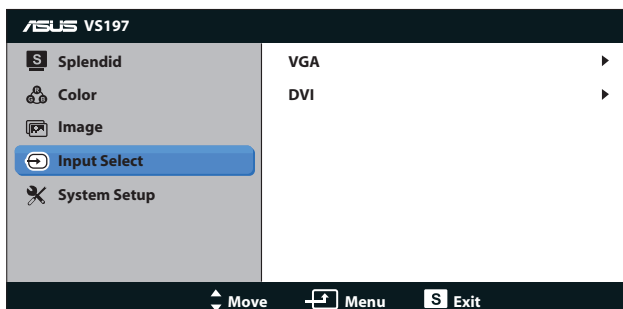 ASUS VS197
S Splendid
Color
Image
Input Select
System Setup
VGA
DVI
Move Menu S Exit